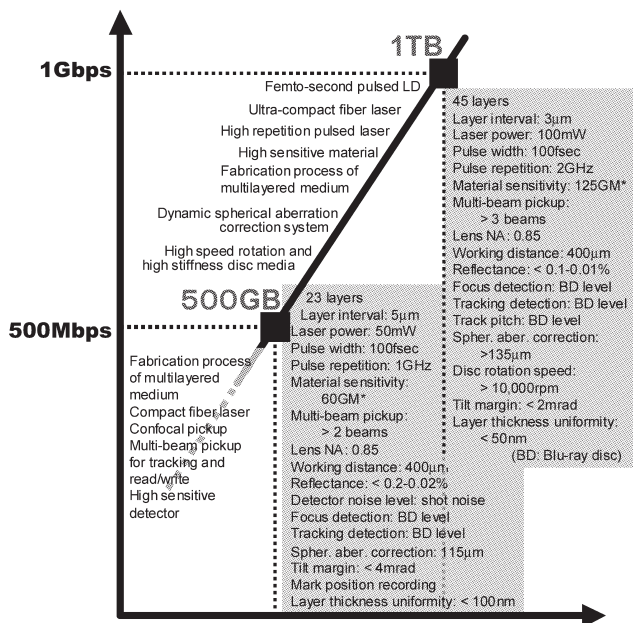 1TB
1Gbps
Femto-second pulsed LD
Ultra-compact fiber laser
High repetition pulsed laser
High sensitive material
Fabrication process of
multilayered medium
Dynamic spherical aberration
correction system
High speed rotation and
high stiffness disc media
45 layers
Layer interval: 3μm
Laser power: 100mW
Pulse width: 100fsec
Pulse repetition: 2GHz
Material sensitivity: 125GM*
Multi-beam pickup:
> 3 beams
Lens NA: 0.85
Working distance: 400μm
Reflectance: < 0.1-0.01%
Focus detection: BD level
Tracking detection: BD level
Track pitch: BD level
Spher. aber. correction:
>135μm
Disc rotation speed:
> 10,000rpm
Tilt margin: < 2mrad
Layer thickness uniformity:
< 50nm
(BD: Blu-ray disc)
500GB
500Mbps
Fabrication process
of multilayered
medium
Compact fiber laser
Confocal pickup
Multi-beam pickup
for tracking and
read/write
High sensitive
detector
23 layers
Layer interval: 5μm
Laser power: 50mW
Pulse width: 100fsec
Pulse repetition: 1GHz
Material sensitivity:
60GM*
Multi-beam pickup:
> 2 beams
Lens NA: 0.85
Working distance: 400μm
Reflectance: < 0.2-0.02%
Detector noise level: shot noise
Focus detection: BD level
Tracking detection: BD level
Spher. aber. correction: 115μm
Tilt margin: < 4mrad
Mark position recording
Layer thickness uniformity: < 100nm